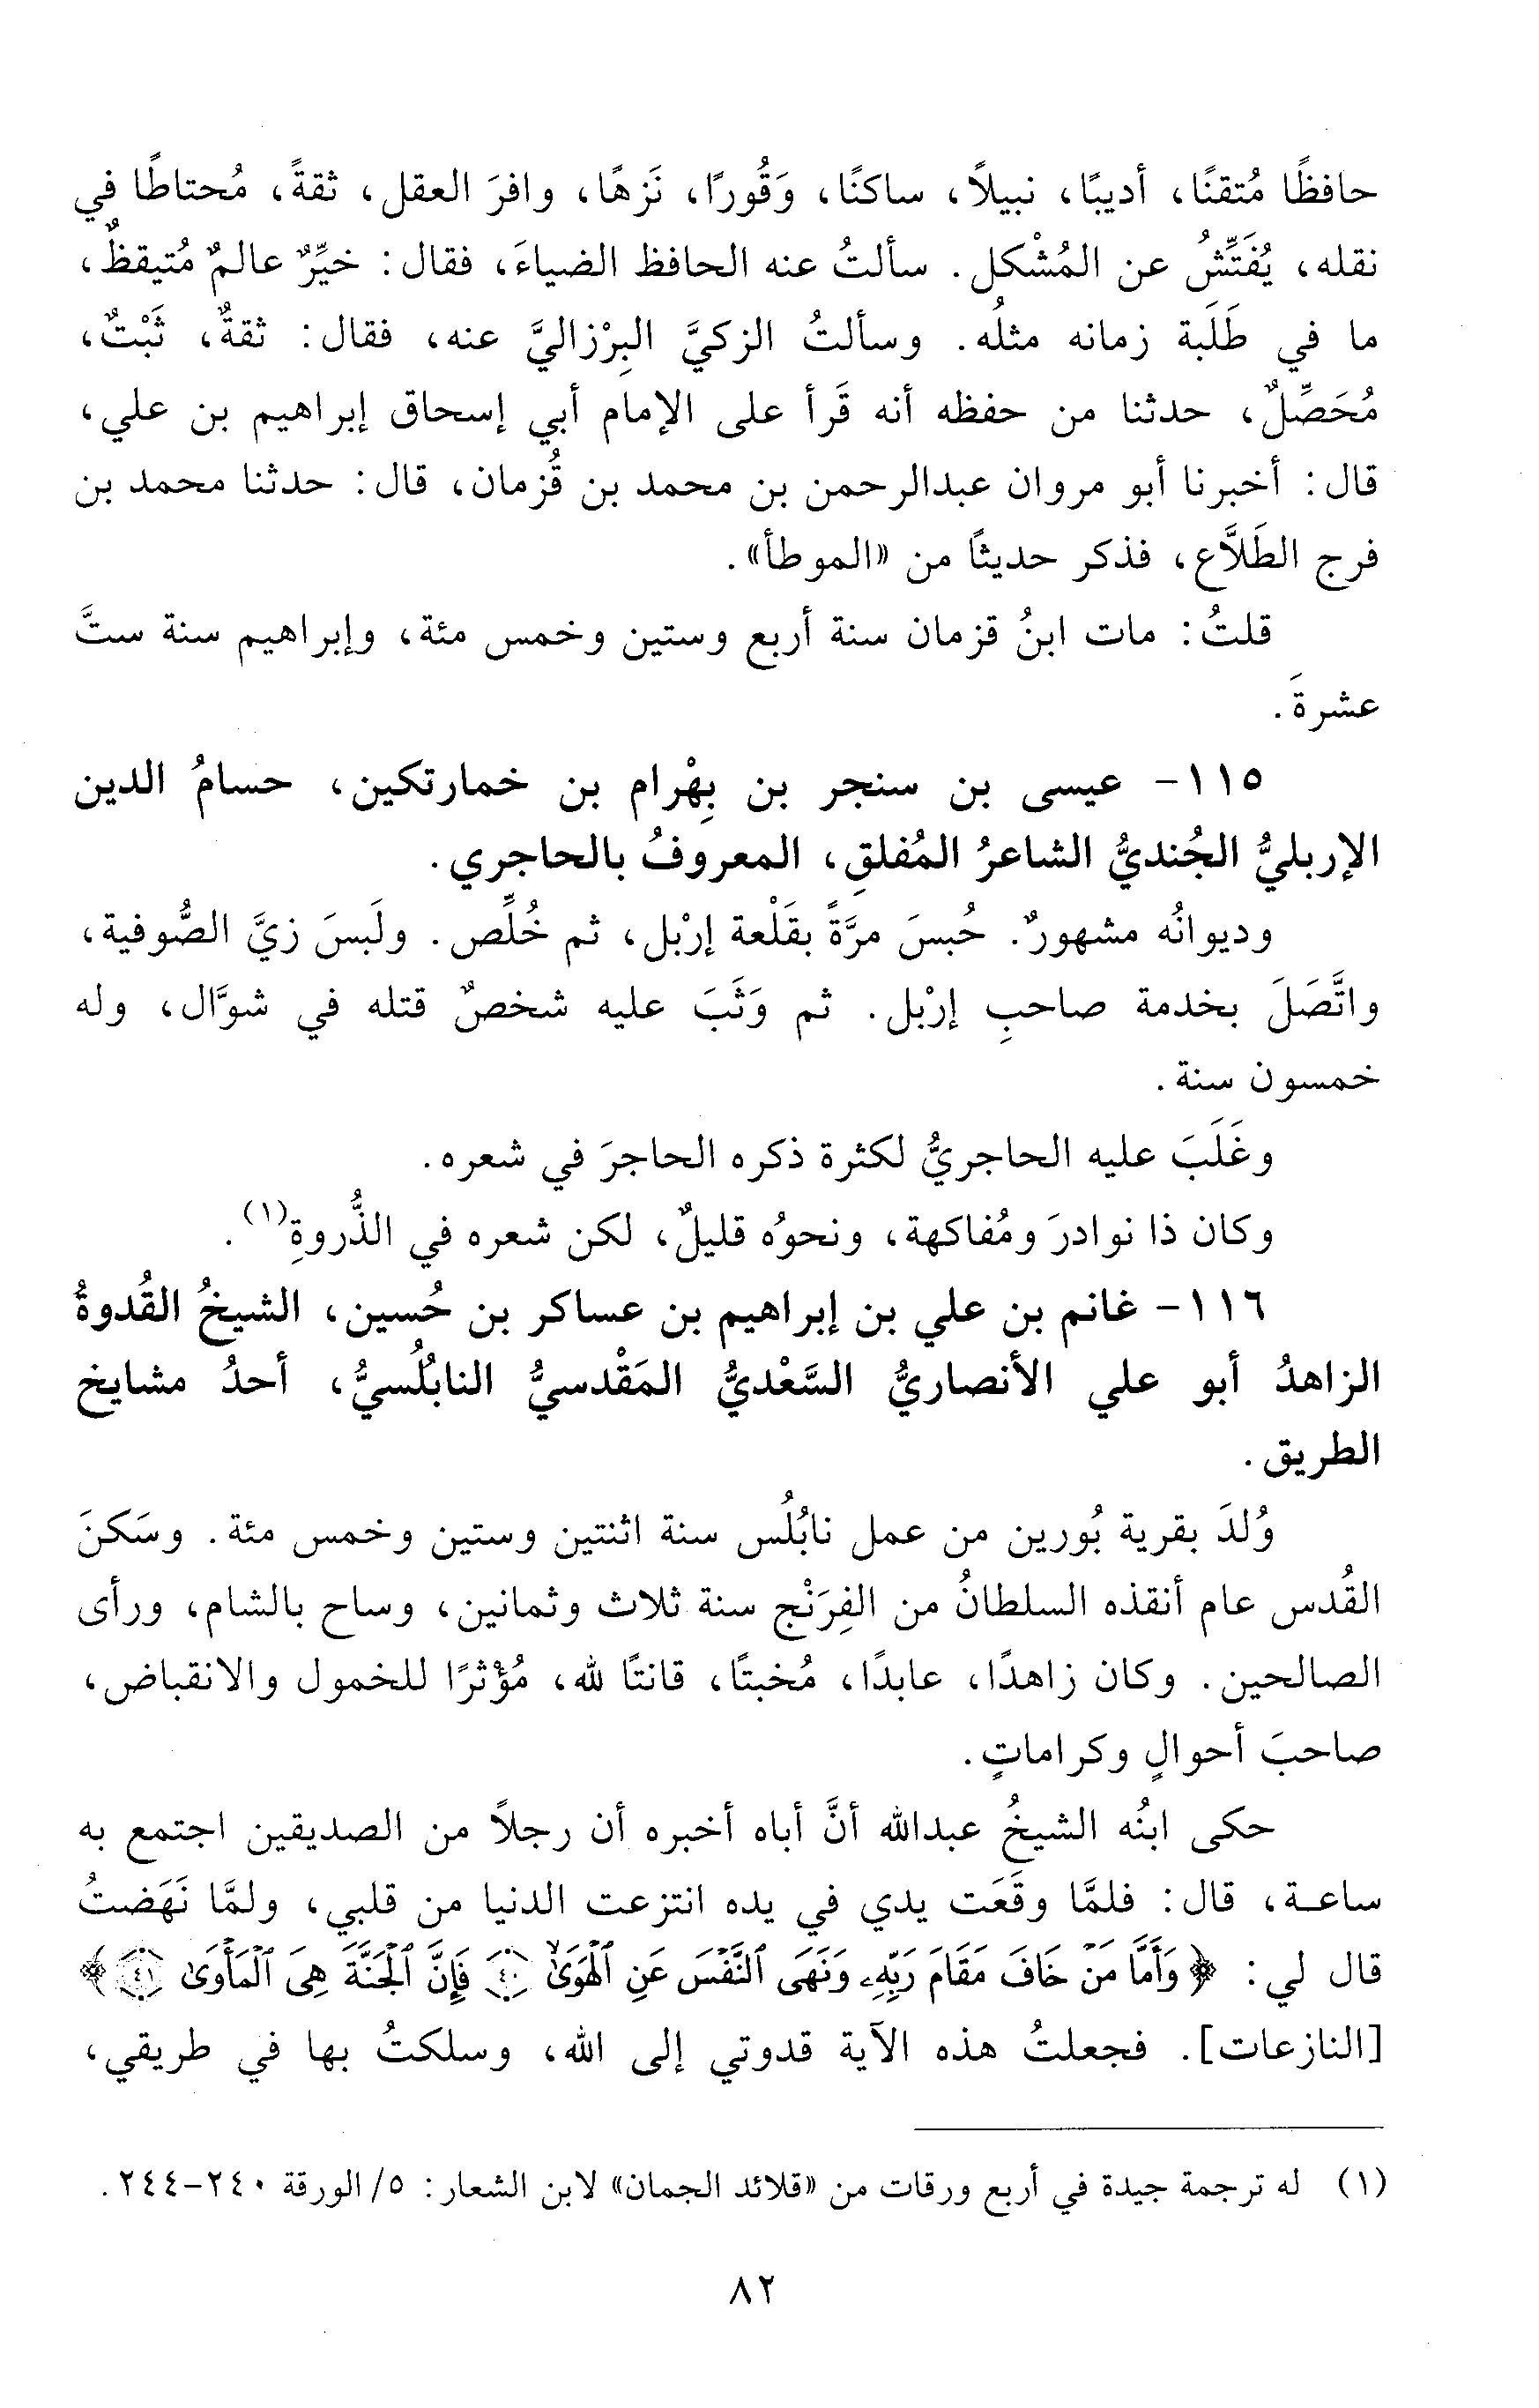 حافظًا مُتقنًا، أديبًا، نبيلاً، ساكنًا، وَقُورًا، نَزهًا، وافرَ العقل، ثقةً، مُحتاطًا في
نقله، يُفَتِّشُ عن المُشْكل. سألتُ عنه الحافظ الضياءَ، فقال: خيِّرٌ عالمٌ مُتيقظٌ،
ما في طَلَبة زمانه مثلُه. وسألتُ الزكيَّ البِرْزاليَّ عنه، فقال: ثقةٌ، ثَبْتٌ،
مُحَصِّلٌ، حدثنا من حفظه أنه قَرأ على الإمام أبي إسحاق إبراهيم بن علي،
قال: أخبرنا أبو مروان عبدالرحمن بن محمد بن قُزمان، قال: حدثنا محمد بن
فرج الطَلَّاع، فذكر حديثًا من «الموطأ».
قلتُ: مات ابنُ قزمان سنة أربع وستين وخمس مئة، وإبراهيم سنة ستَّ
عشرةَ.
١١٥- عيسى بن سنجر بن بِهْرام بن خمارتكين، حسامُ الدين
الإربليُّ الجُنديُّ الشاعرُ المُفلقِ، المعروفُ بالحاجري.
وديوانُه مشهورٌ. حُبسَ مرَّةً بقَلْعة إرْبل، ثم خُلِّص. ولَبسَ زيَّ الصُّوفية،
واتَّصَلَ بخدمة صاحبِ إرْبل. ثم وَثَبَ عليه شخصٌ قتله في شوَّال، وله
خمسون سنة.
وغَلَبَ عليه الحاجريُّ لكثرة ذكره الحاجرَ في شعره.
وكان ذا نوادرَ ومُفاكهة، ونحوُه قليلٌ، لكن شعره في الذُّروةِ(١).
١١٦- غانم بن علي بن إبراهيم بن عساكر بن حُسين، الشيخُ القُدوةُ
الزاهدُ أبو علي الأنصاريُّ السَّعْديُّ المَقْدسيُّ النابُلُسيُّ، أحدُ مشايخ
الطريق.
وُلدَ بقرية بُورين من عمل نابُلُس سنة اثنتين وستين وخمس مئة. وسَكنَ
القُدس عام أنقذه السلطانُ من الفِرَنْج سنة ثلاث وثمانين، وساح بالشام، ورأى
الصالحين. وكان زاهدًا، عابدًا، مُخبتًا، قانتًا لله، مُؤْثرًا للخمول والانقباض،
صاحبَ أحوالٍ وكراماتٍ.
حكى ابنُه الشيخُ عبدالله أنَّ أباه أخبره أن رجلاً من الصديقين اجتمع به
ساعـة، قال: فلمَّا وقَعَت يدي في يده انتزعت الدنيا من قلبي، ولمَّا نَهَضتُ
قال لي: ﴿وَأَمَّا مَنْ خَافَ مَقَامَ رَبِّهِۦ وَنَهَى ٱلنَّفْسَ عَنِ ٱلْهَوَىٰ ۝٤٠ فَإِنَّ ٱلْجَنَّةَ هِىَ ٱلْمَأْوَىٰ ۝٤١﴾
[النازعات]. فجعلتُ هذه الآية قدوتي إلى الله، وسلكتُ بها في طريقي،
(١) له ترجمة جيدة في أربع ورقات من «قلائد الجمان» لابن الشعار: ٥/ الورقة ٢٤٠-٢٤٤.
٨٢